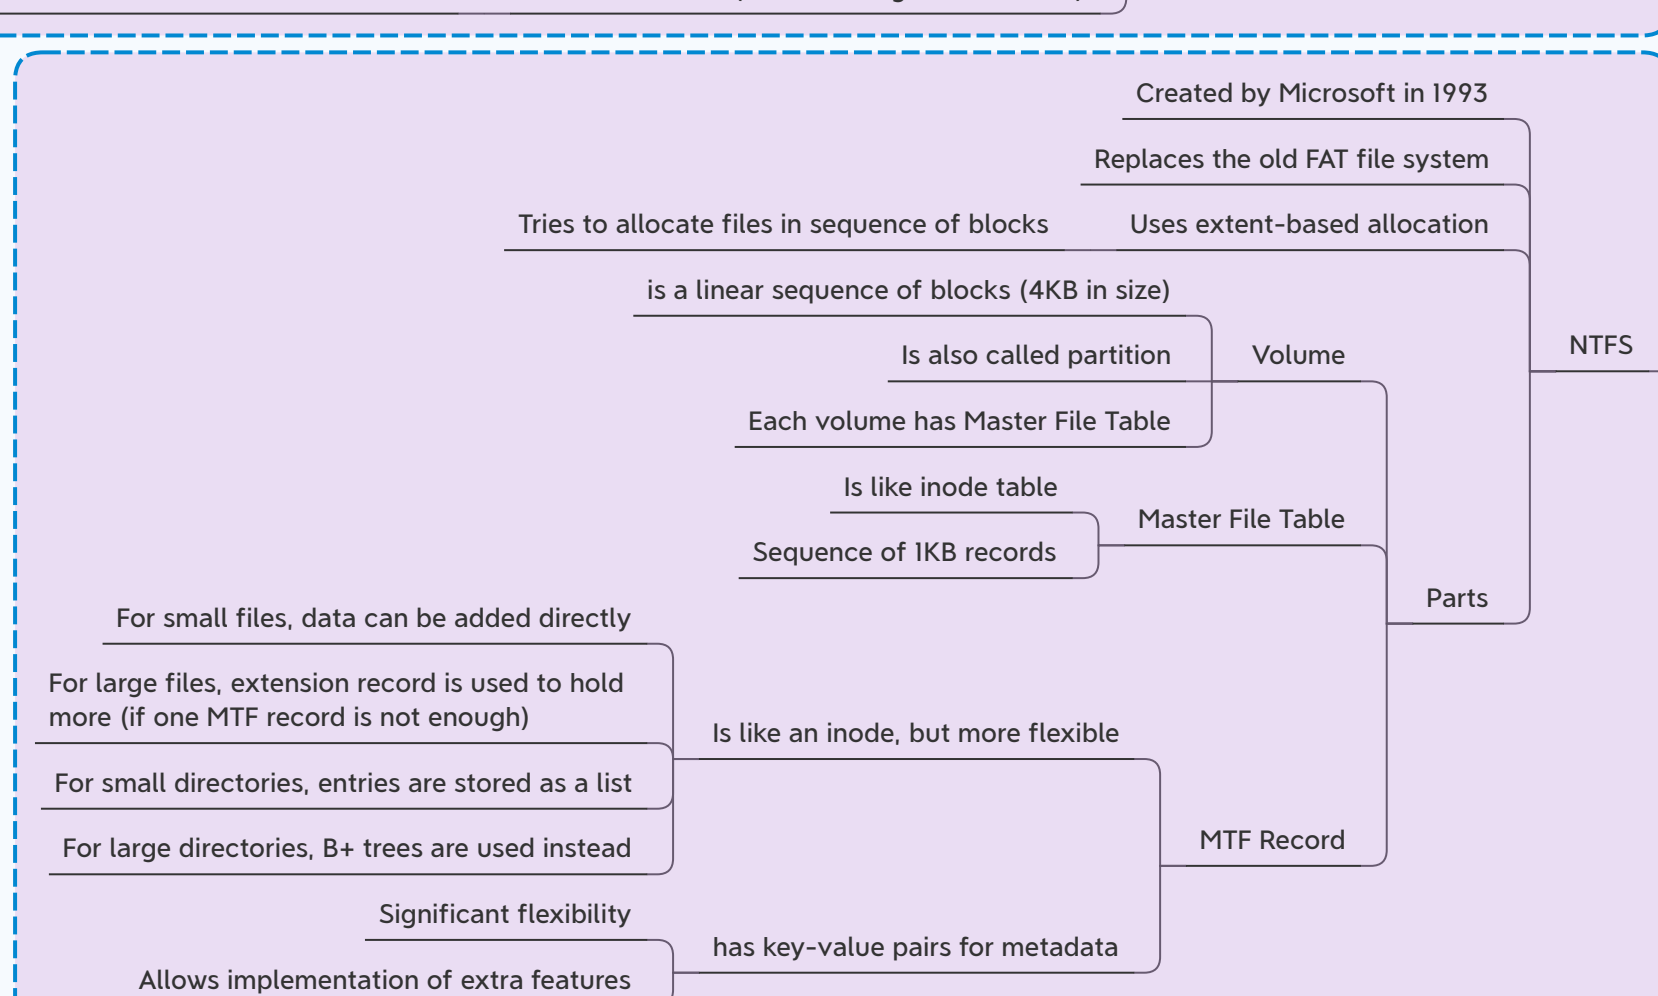 Created by Microsoft in 1993
Replaces the old FAT file system
Tries to allocate files in sequence of blocks
Uses extent-based allocation
is a linear sequence of blocks (4KB in size)
Is also called partition
Volume
NTFS
Each volume has Master File Table
Is like inode table
Master File Table
Sequence of 1KB records
Parts
For small files, data can be added directly
For large files, extension record is used to hold
more (if one MTF record is not enough)
Is like an inode, but more flexible
For small directories, entries are stored as a list
For large directories, B+ trees are used instead
MTF Record
Significant flexibility
has key-value pairs for metadata
Allows implementation of extra features